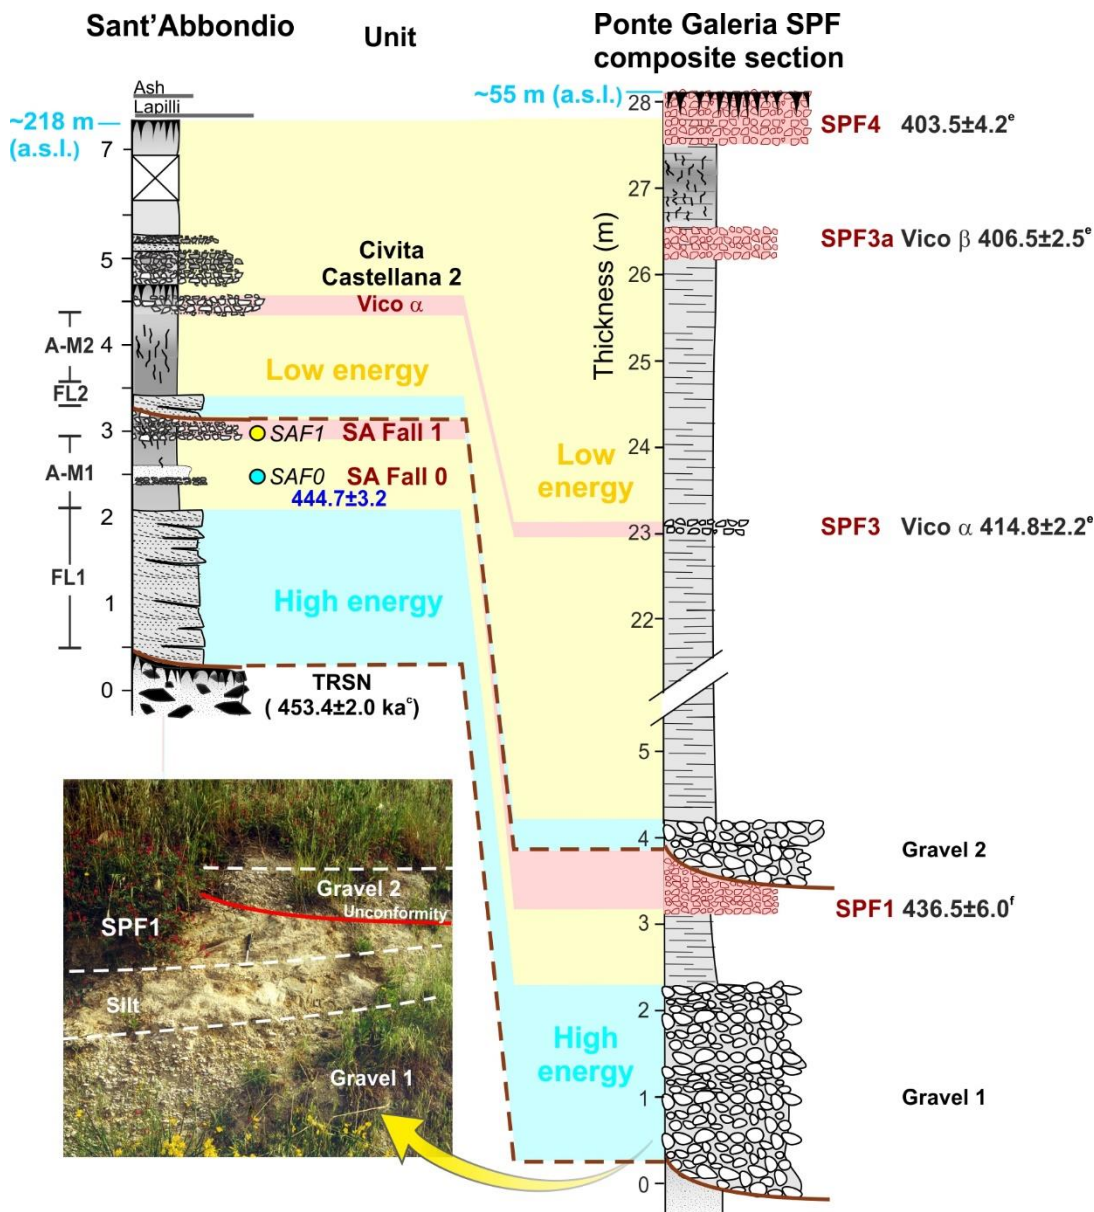 Sant'Abbondio
Unit
Ponte Galeria SPF
composite section
Ash
Lapilli
~218 m
(a.s.l.)
7
5
4
3
2
1
0
A-M2
FL2
A-M1
FL1
Civita
Castellana 2
Vico α
Low energy
SAF1 SA Fall 1
SAF0 SA Fall 0
444.7±3.2
High energy
TRSN
( 453.4±2.0 kaᶜ)
~55 m (a.s.l.)
Thickness (m)
28
27
26
25
24
23
22
5
4
3
2
1
0
Low
energy
High
energy
SPF4 403.5±4.2ᵉ
SPF3a Vico β 406.5±2.5ᵉ
SPF3 Vico α 414.8±2.2ᵉ
Gravel 2
SPF1 436.5±6.0ᶠ
Gravel 1
Gravel 2
Unconformity
SPF1
Silt
Gravel 1